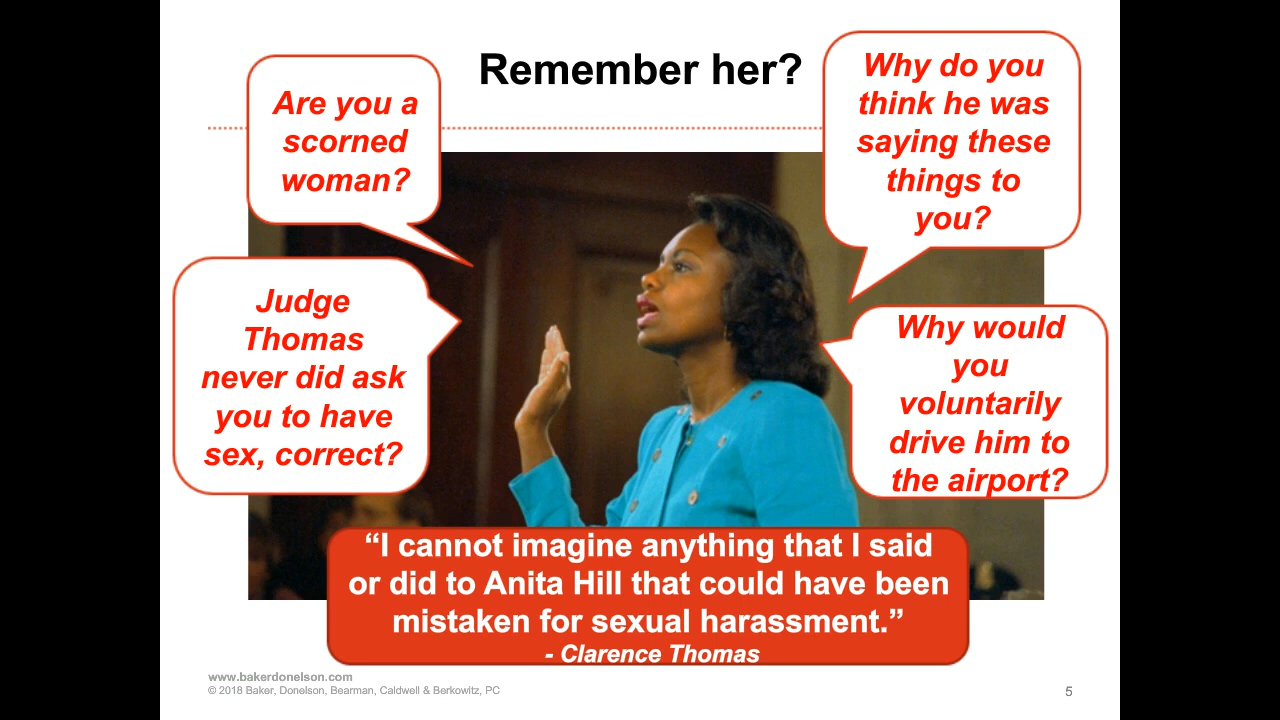 Remember her?
Are you a
scorned
woman?
Why do you
think he was
saying these
things to
you?
Judge
Thomas
never did ask
you to have
sex, correct?
Why would
you
voluntarily
drive him to
the airport?
“I cannot imagine anything that I said
or did to Anita Hill that could have been
mistaken for sexual harassment.”
- Clarence Thomas
www.bakerdonelson.com
© 2018 Baker, Donelson, Bearman, Caldwell & Berkowitz, PC
5